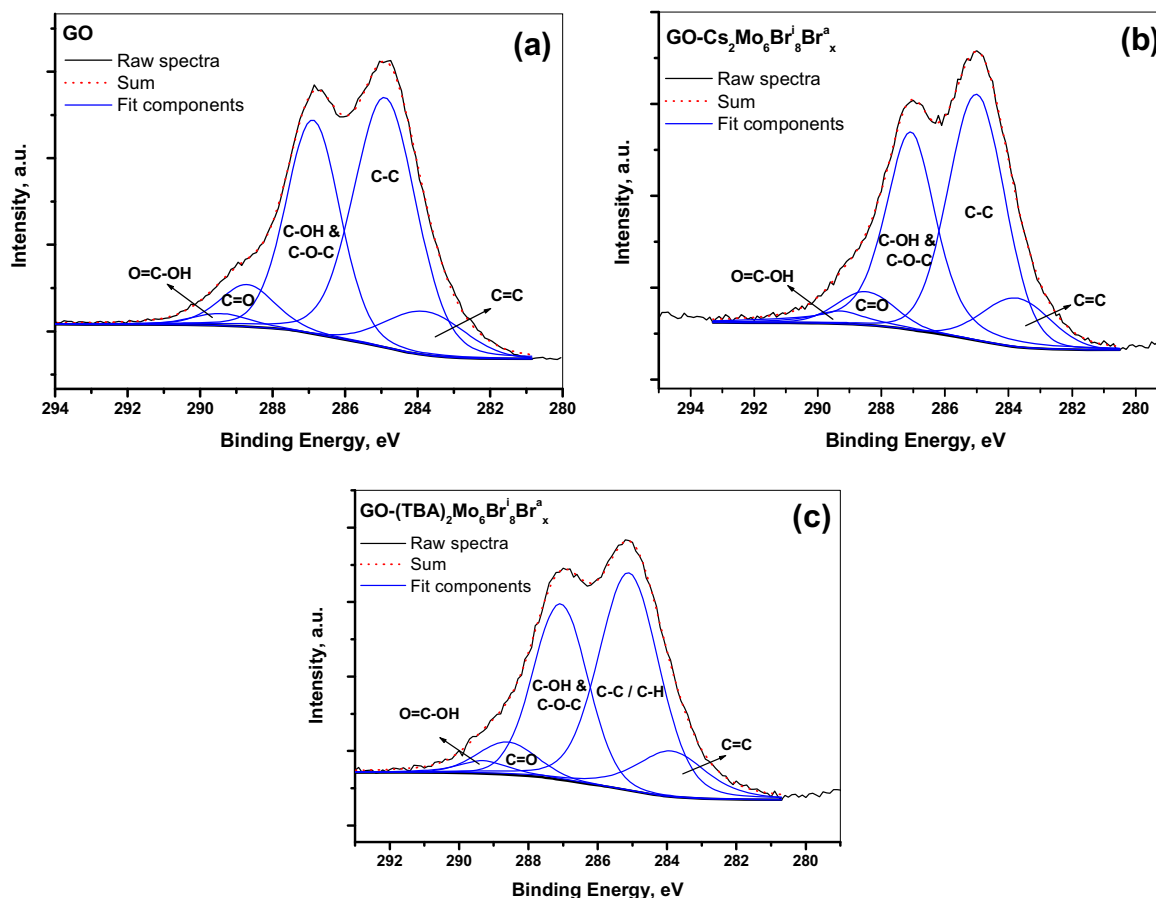 GO
(a)
Raw spectra
Sum
Fit components
C-C
C-OH &
C-O-C
O=C-OH
C=O
C=C
Intensity, a.u.
294 292 290 288 286 284 282 280
Binding Energy, eV
GO-Cs₂Mo₆Brⁱ₈Brᵃₓ
(b)
Raw spectra
Sum
Fit components
C-C
C-OH &
C-O-C
O=C-OH
C=O
C=C
Intensity, a.u.
294 292 290 288 286 284 282 280
Binding Energy, eV
GO-(TBA)₂Mo₆Brⁱ₈Brᵃₓ
(c)
Raw spectra
Sum
Fit components
C-OH &
C-O-C
C-C / C-H
O=C-OH
C=O
C=C
Intensity, a.u.
292 290 288 286 284 282 280
Binding Energy, eV